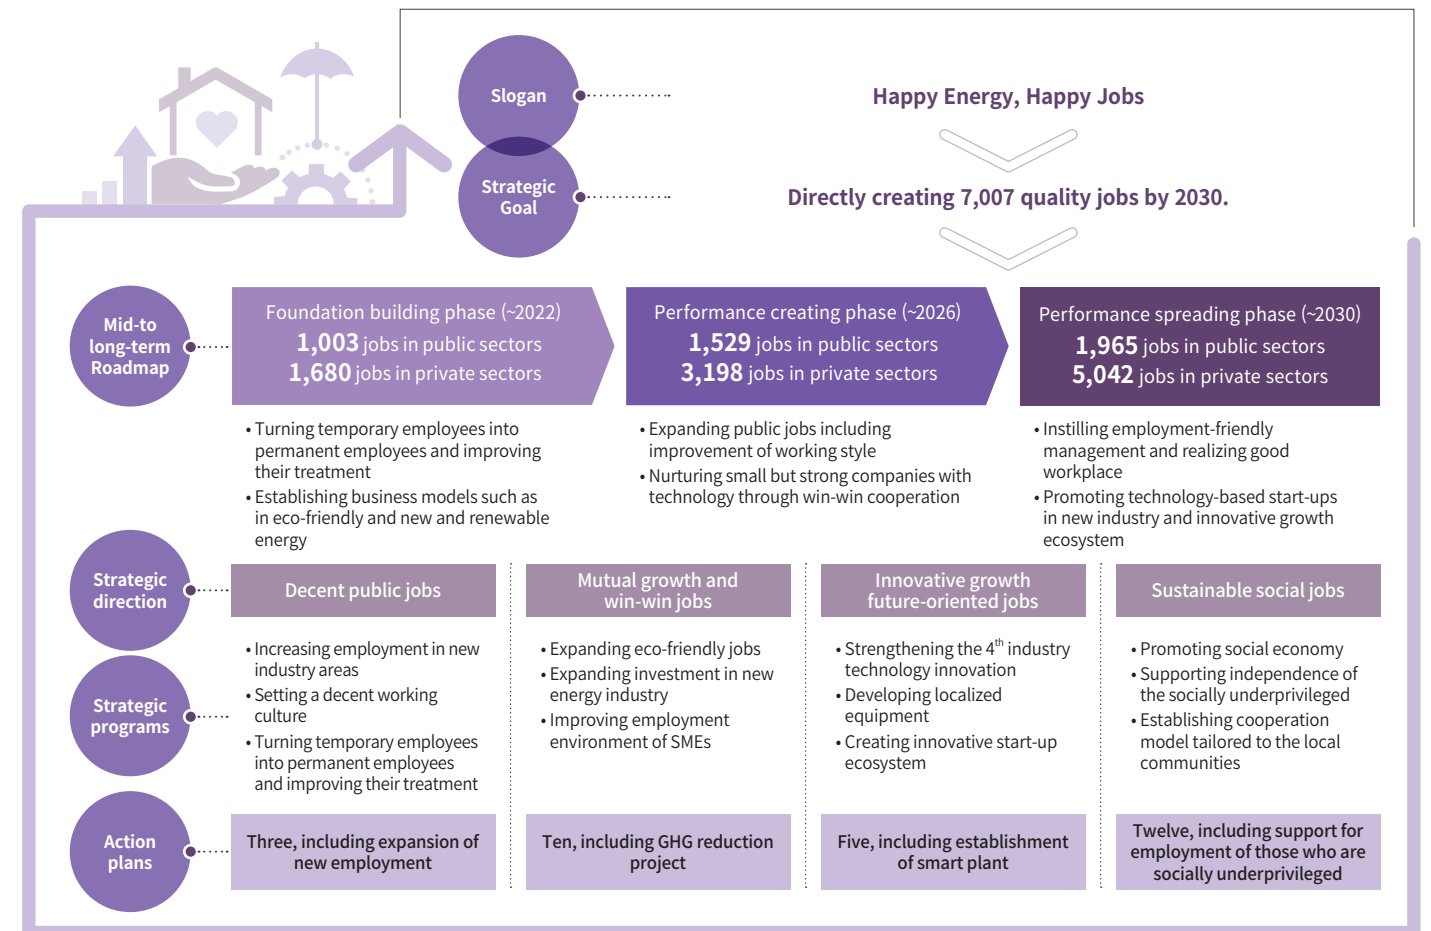 Slogan
Happy Energy, Happy Jobs
Strategic
Goal
Directly creating 7,007 quality jobs by 2030.
Mid-to
long-term
Roadmap
Foundation building phase (~2022)
1,003 jobs in public sectors
1,680 jobs in private sectors
Performance creating phase (~2026)
1,529 jobs in public sectors
3,198 jobs in private sectors
Performance spreading phase (~2030)
1,965 jobs in public sectors
5,042 jobs in private sectors
• Turning temporary employees into
permanent employees and improving
their treatment
• Establishing business models such as
in eco-friendly and new and renewable
energy
• Expanding public jobs including
improvement of working style
• Nurturing small but strong companies with
technology through win-win cooperation
• Instilling employment-friendly
management and realizing good
workplace
• Promoting technology-based start-ups
in new industry and innovative growth
ecosystem
Strategic
direction
Decent public jobs
Mutual growth and
win-win jobs
Innovative growth
future-oriented jobs
Sustainable social jobs
Strategic
programs
• Increasing employment in new
industry areas
• Setting a decent working
culture
• Turning temporary employees
into permanent employees
and improving their treatment
• Expanding eco-friendly jobs
• Expanding investment in new
energy industry
• Improving employment
environment of SMEs
• Strengthening the 4th industry
technology innovation
• Developing localized
equipment
• Creating innovative start-up
ecosystem
• Promoting social economy
• Supporting independence of
the socially underprivileged
• Establishing cooperation
model tailored to the local
communities
Action
plans
Three, including expansion of
new employment
Ten, including GHG reduction
project
Five, including establishment
of smart plant
Twelve, including support for
employment of those who are
socially underprivileged